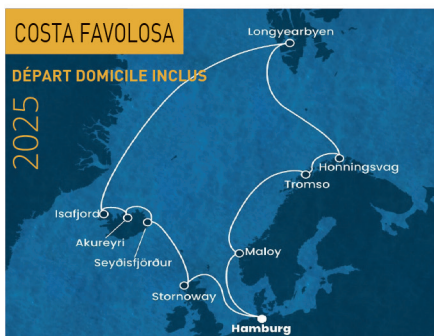 COSTA FAVOLOSA
DÉPART DOMICILE INCLUS
2025
Longyearbyen
Honningsvag
Tromso
Isafjord
Akureyri
Seyðisfjörður
Maloy
Stornoway
Hamburg